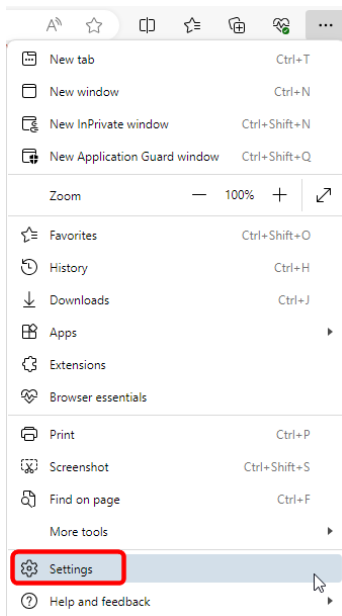 New tab Ctrl+T
New window Ctrl+N
New InPrivate window Ctrl+Shift+N
New Application Guard window Ctrl+Shift+Q
Zoom — 100% +
Favorites Ctrl+Shift+O
History Ctrl+H
Downloads Ctrl+J
Apps
Extensions
Browser essentials
Print Ctrl+P
Screenshot Ctrl+Shift+S
Find on page Ctrl+F
More tools
Settings
Help and feedback